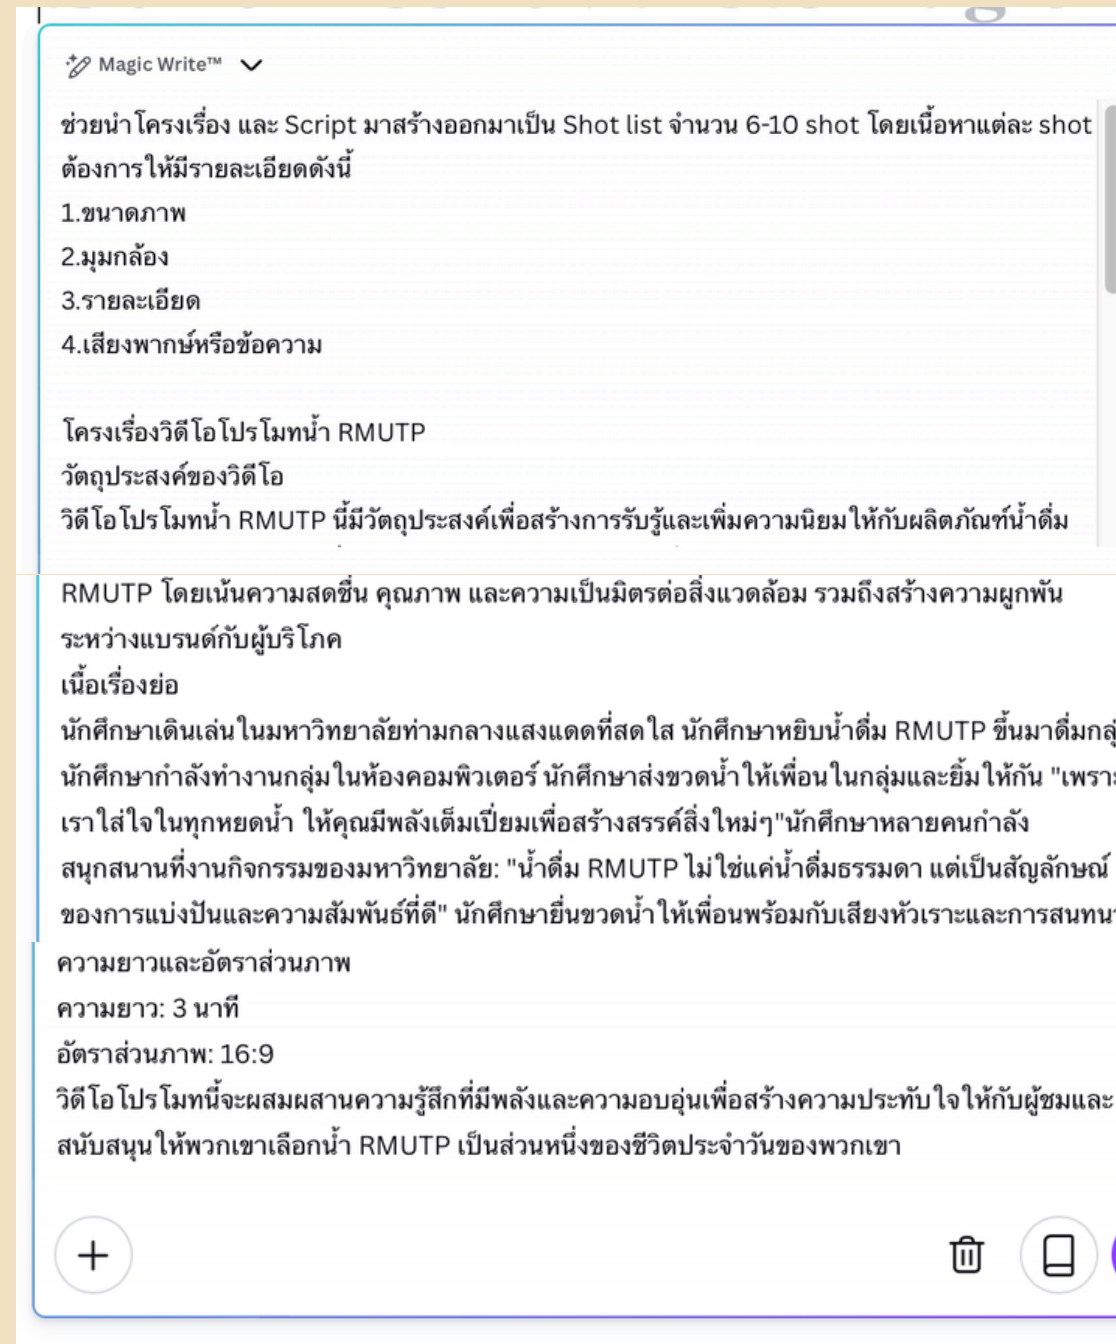 Magic Write™
ช่วยนำโครงเรื่อง และ Script มาสร้างออกมาเป็น Shot list จำนวน 6-10 shot โดยเนื้อหาแต่ละ shot
ต้องการให้มีรายละเอียดดังนี้
1.ขนาดภาพ
2.มุมกล้อง
3.รายละเอียด
4.เสียงพากษ์หรือข้อความ
โครงเรื่องวิดีโอโปรโมทน้ำ RMUTP
วัตถุประสงค์ของวิดีโอ
วิดีโอโปรโมทน้ำ RMUTP นี้มีวัตถุประสงค์เพื่อสร้างการรับรู้และเพิ่มความนิยมให้กับผลิตภัณฑ์น้ำดื่ม
RMUTP โดยเน้นความสดชื่น คุณภาพ และความเป็นมิตรต่อสิ่งแวดล้อม รวมถึงสร้างความผูกพัน
ระหว่างแบรนด์กับผู้บริโภค
เนื้อเรื่องย่อ
นักศึกษาเดินเล่นในมหาวิทยาลัยท่ามกลางแสงแดดที่สดใส นักศึกษาหยิบน้ำดื่ม RMUTP ขึ้นมาดื่ม
นักศึกษากำลังทำงานกลุ่มในห้องคอมพิวเตอร์ นักศึกษาส่งขวดน้ำให้เพื่อนในกลุ่มและยิ้มให้กัน "เพราะ
เราใส่ใจในทุกหยดน้ำ ให้คุณมีพลังเต็มเปี่ยมเพื่อสร้างสรรค์สิ่งใหม่ๆ"นักศึกษาหลายคนกำลัง
สนุกสนานที่งานกิจกรรมของมหาวิทยาลัย: "น้ำดื่ม RMUTP ไม่ใช่แค่น้ำดื่มธรรมดา แต่เป็นสัญลักษณ์
ของการแบ่งปันและความสัมพันธ์ที่ดี" นักศึกษายื่นขวดน้ำให้เพื่อนพร้อมกับเสียงหัวเราะและการสนทนา
ความยาวและอัตราส่วนภาพ
ความยาว: 3 นาที
อัตราส่วนภาพ: 16:9
วิดีโอโปรโมทนี้จะผสมผสานความรู้สึกที่มีพลังและความอบอุ่นเพื่อสร้างความประทับใจให้กับผู้ชมและ
สนับสนุนให้พวกเขาเลือกน้ำ RMUTP เป็นส่วนหนึ่งของชีวิตประจำวันของพวกเขา